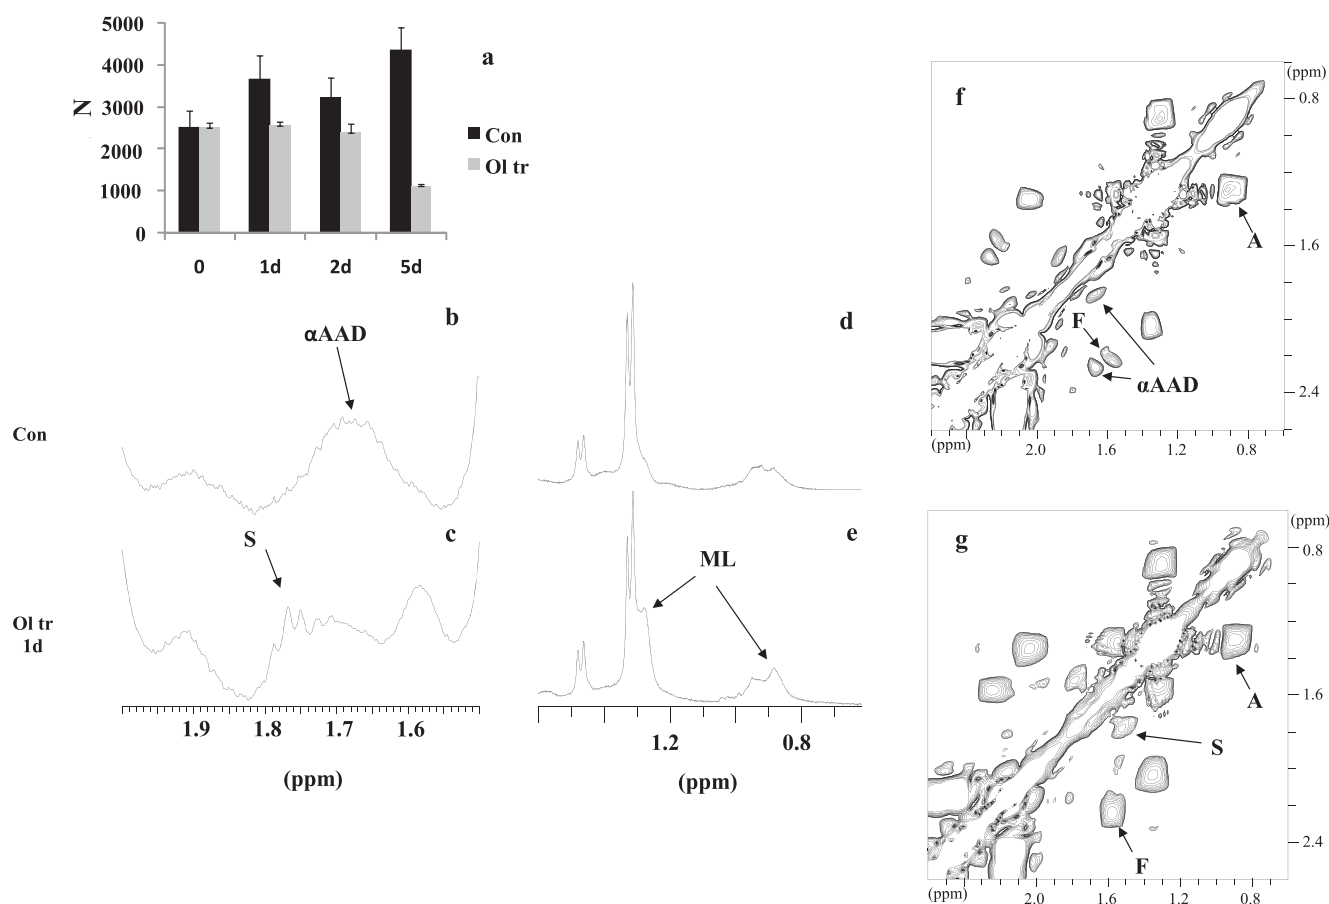 a
5000
4000
3000
2000
1000
0
N
0 1d 2d 5d
Con
Ol tr
b
αAAD
Con
c
S
Ol tr
1d
1.9 1.8 1.7 1.6
(ppm)
d
e
ML
1.2 0.8
(ppm)
f
(ppm)
0.8
1.6
2.4
A
F
αAAD
(ppm)
2.0 1.6 1.2 0.8
g
(ppm)
0.8
1.6
2.4
A
S
F
(ppm)
2.0 1.6 1.2 0.8